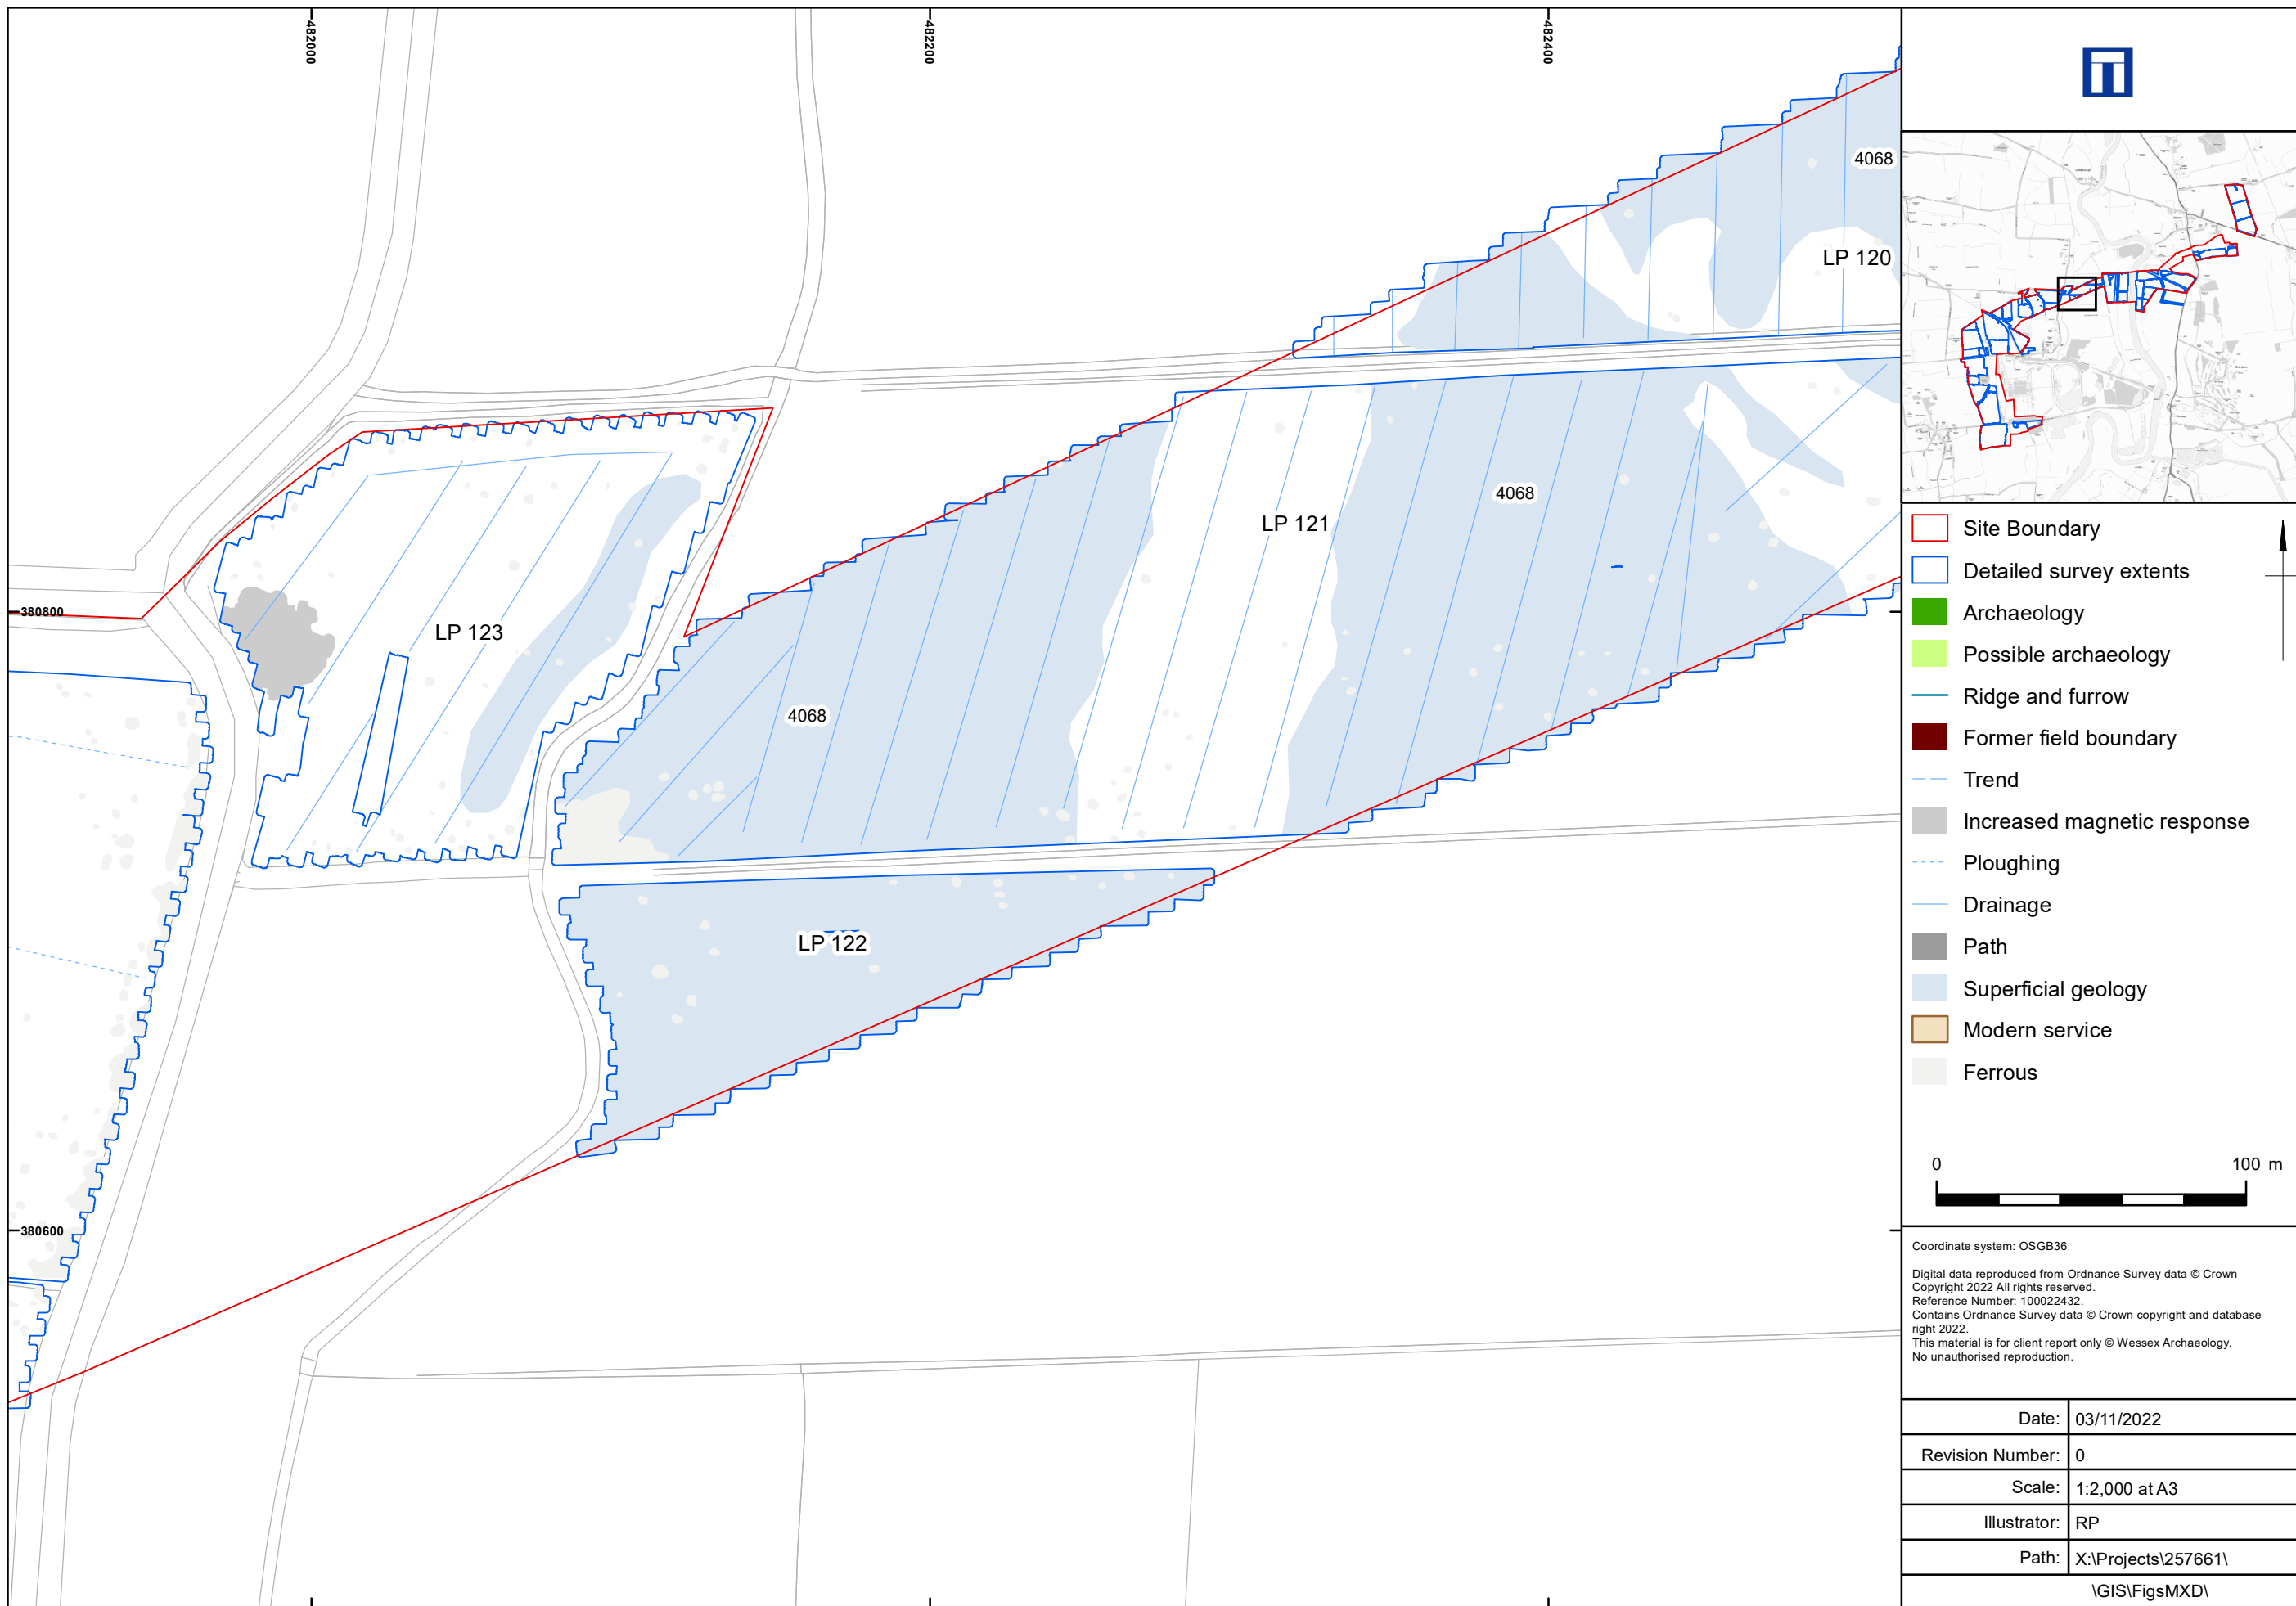 482000
482200
482400
4068
LP 120
380800
LP 123
LP 121
4068
4068
LP 122
380600
Site Boundary
Detailed survey extents
Archaeology
Possible archaeology
Ridge and furrow
Former field boundary
Trend
Increased magnetic response
Ploughing
Drainage
Path
Superficial geology
Modern service
Ferrous
0 100 m
Coordinate system: OSGB36
Digital data reproduced from Ordnance Survey data © Crown
Copyright 2022 All rights reserved.
Reference Number: 100022432.
Contains Ordnance Survey data © Crown copyright and database
right 2022.
This material is for client report only © Wessex Archaeology.
No unauthorised reproduction.
Date: 03/11/2022
Revision Number: 0
Scale: 1:2,000 at A3
Illustrator: RP
Path: X:\Projects\257661\
\GIS\FigsMXD\